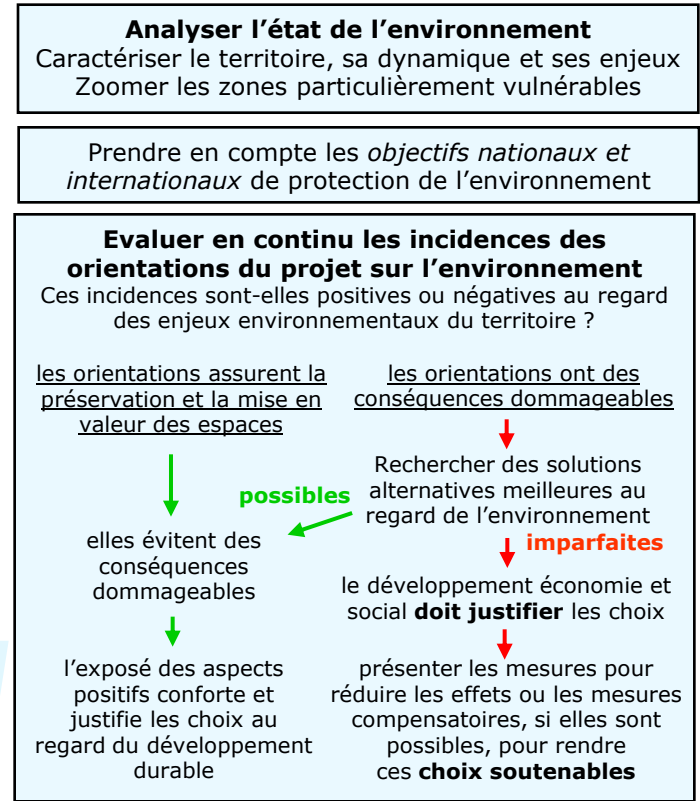 Analyser l'état de l'environnement
Caractériser le territoire, sa dynamique et ses enjeux
Zoomer les zones particulièrement vulnérables
Prendre en compte les objectifs nationaux et
internationaux de protection de l'environnement
Evaluer en continu les incidences des
orientations du projet sur l'environnement
Ces incidences sont-elles positives ou négatives au regard
des enjeux environnementaux du territoire ?
les orientations assurent la
préservation et la mise en
valeur des espaces
elles évitent des
conséquences
dommageables
l'exposé des aspects
positifs conforte et
justifie les choix au
regard du développement
durable
les orientations ont des
conséquences dommageables
Rechercher des solutions
alternatives meilleures au
regard de l'environnement
possibles
imparfaites
le développement économie et
social doit justifier les choix
présenter les mesures pour
réduire les effets ou les mesures
compensatoires, si elles sont
possibles, pour rendre
ces choix soutenables